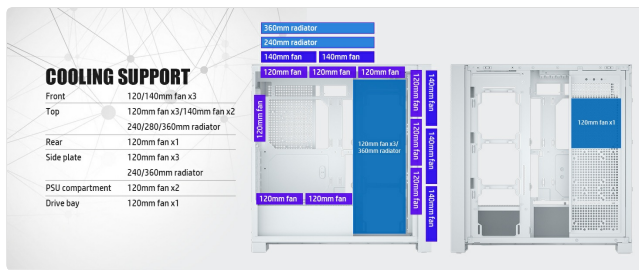 COOLING SUPPORT
Front 120/140mm fan x3
Top 120mm fan x3/140mm fan x2
240/280/360mm radiator
Rear 120mm fan x1
Side plate 120mm fan x3
240/360mm radiator
PSU compartment 120mm fan x2
Drive bay 120mm fan x1
360mm radiator
240mm radiator
140mm fan 140mm fan
120mm fan 120mm fan 120mm fan
120mm fan
120mm fan x3/
360mm radiator
120mm fan 120mm fan
120mm fan
120mm fan
120mm fan
140mm fan
140mm fan
140mm fan
120mm fan x1